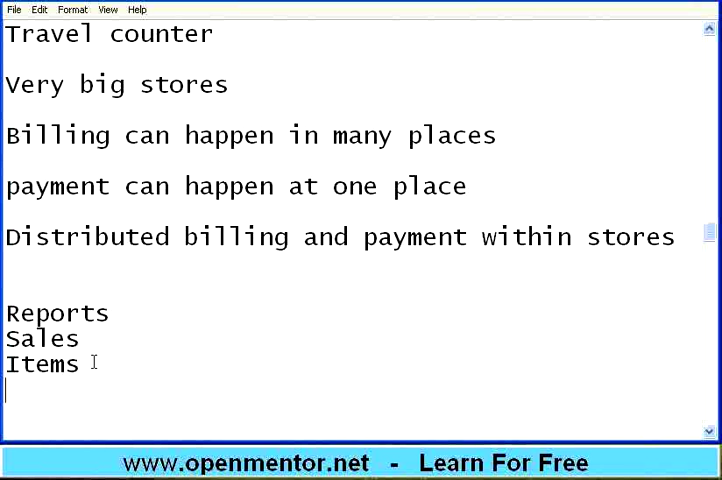 File Edit Format View Help
Travel counter
Very big stores
Billing can happen in many places
payment can happen at one place
Distributed billing and payment within stores
Reports
Sales
Items
www.openmentor.net - Learn For Free